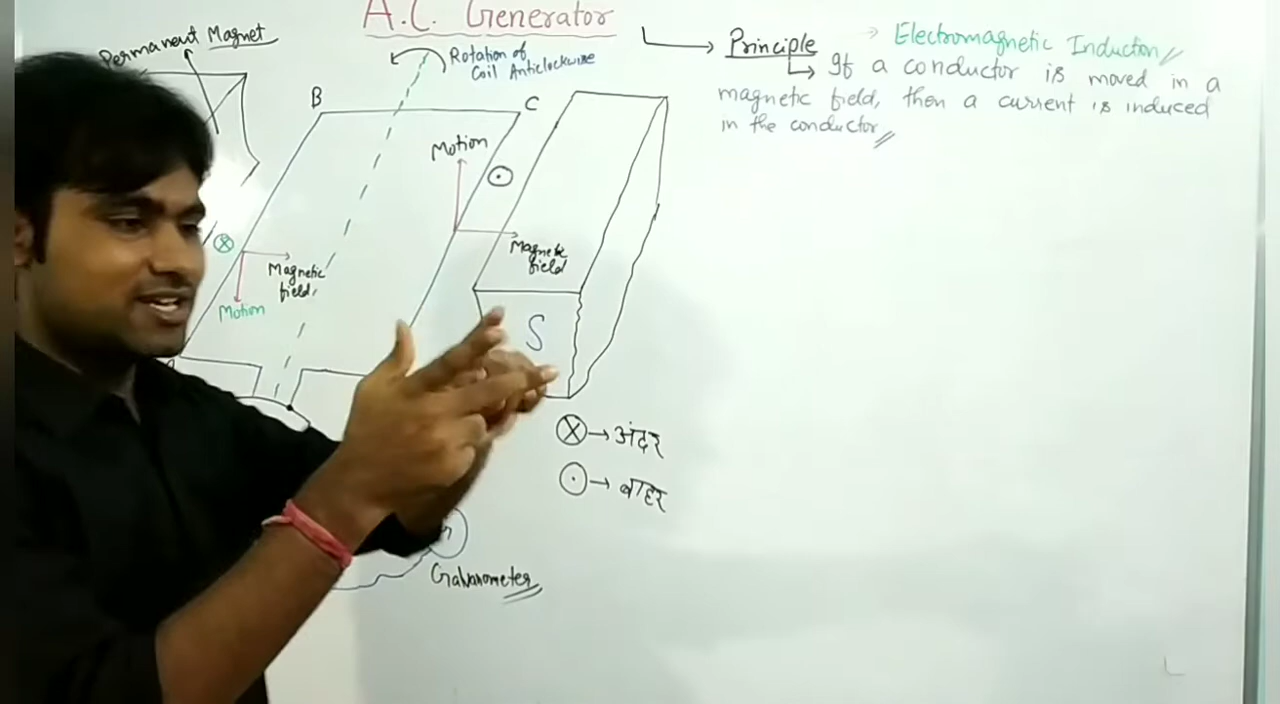 A.C. Generator
Permanent Magnet
Rotation of
Coil Anticlockwise
Principle → Electromagnetic Induction
If a conductor is moved in a
magnetic field, then a current is induced
in the conductor
B
C
Motion
Magnetic
field
Magnetic
field,
Motion
S
→ अंदर
→ बाहर
Galvanometer